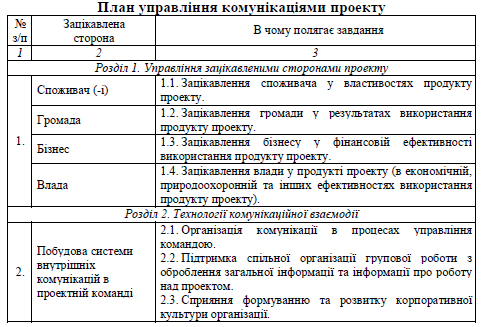 План управління комунікаціями проекту
№ з/п
Зацікавлена сторона
В чому полягає завдання
1
2
3
Розділ 1. Управління зацікавленими сторонами проекту
1.
Споживач (-і)
1.1. Зацікавлення споживача у властивостях продукту
проекту.
Громада
1.2. Зацікавлення громади у результатах використання
продукту проекту.
Бізнес
1.3. Зацікавлення бізнесу у фінансовій ефективності
використання продукту проекту.
Влада
1.4. Зацікавлення влади у продукті проекту (в економічній,
природоохоронній та інших ефективностях використання
продукту проекту).
Розділ 2. Технології комунікаційної взаємодії
2.
Побудова системи
внутрішніх
комунікацій в
проектній команді
2.1. Організація комунікації в процесах управління
командою.
2.2. Підтримка спільної організації групової роботи з
оброблення загальної інформації та інформації про роботу
над проектом.
2.3. Сприяння формуванню та розвитку корпоративної
культури організації.